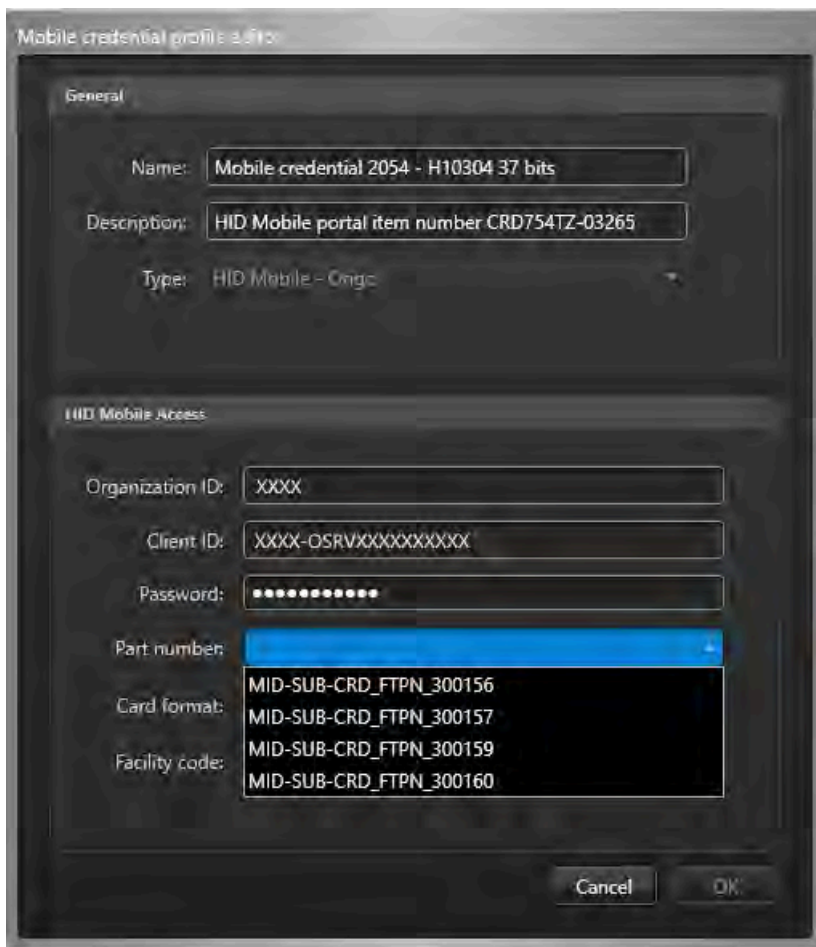 Mobile credential profile editor
General
Name: Mobile credential 2054 - H10304 37 bits
Description: HID Mobile portal item number CRD754TZ-03265
Type: HID Mobile - Origo
HID Mobile Access
Organization ID: XXXX
Client ID: XXXX-OSRVXXXXXXXXXX
Password: ●●●●●●●●●●●
Part number:
MID-SUB-CRD_FTPN_300156
Card format:
MID-SUB-CRD_FTPN_300157
MID-SUB-CRD_FTPN_300159
Facility code:
MID-SUB-CRD_FTPN_300160
Cancel OK